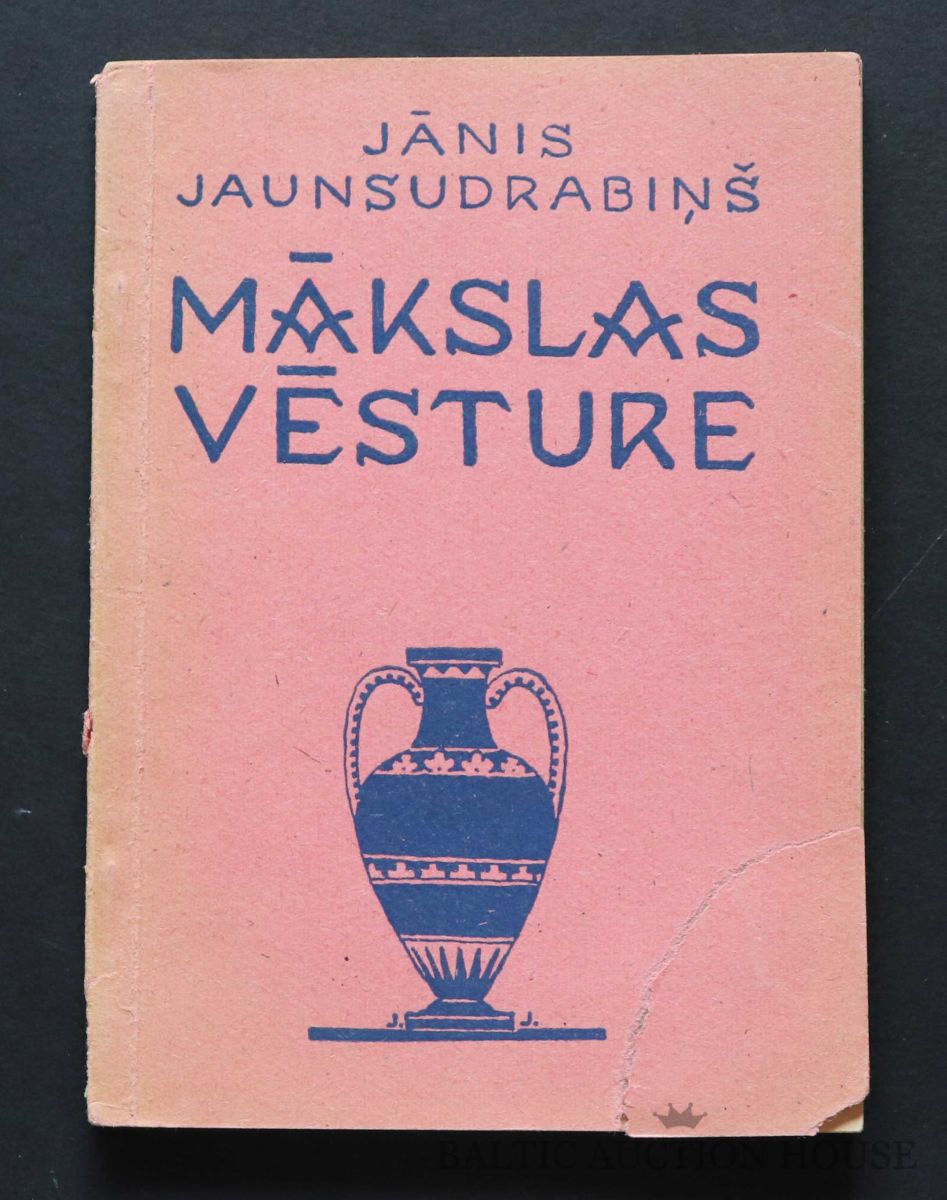 JĀNIS
JAUNSUDRABIŅŠ
MĀKSLAS
VĒSTURE
J. J.
BALTIC AUCTION HOUSE